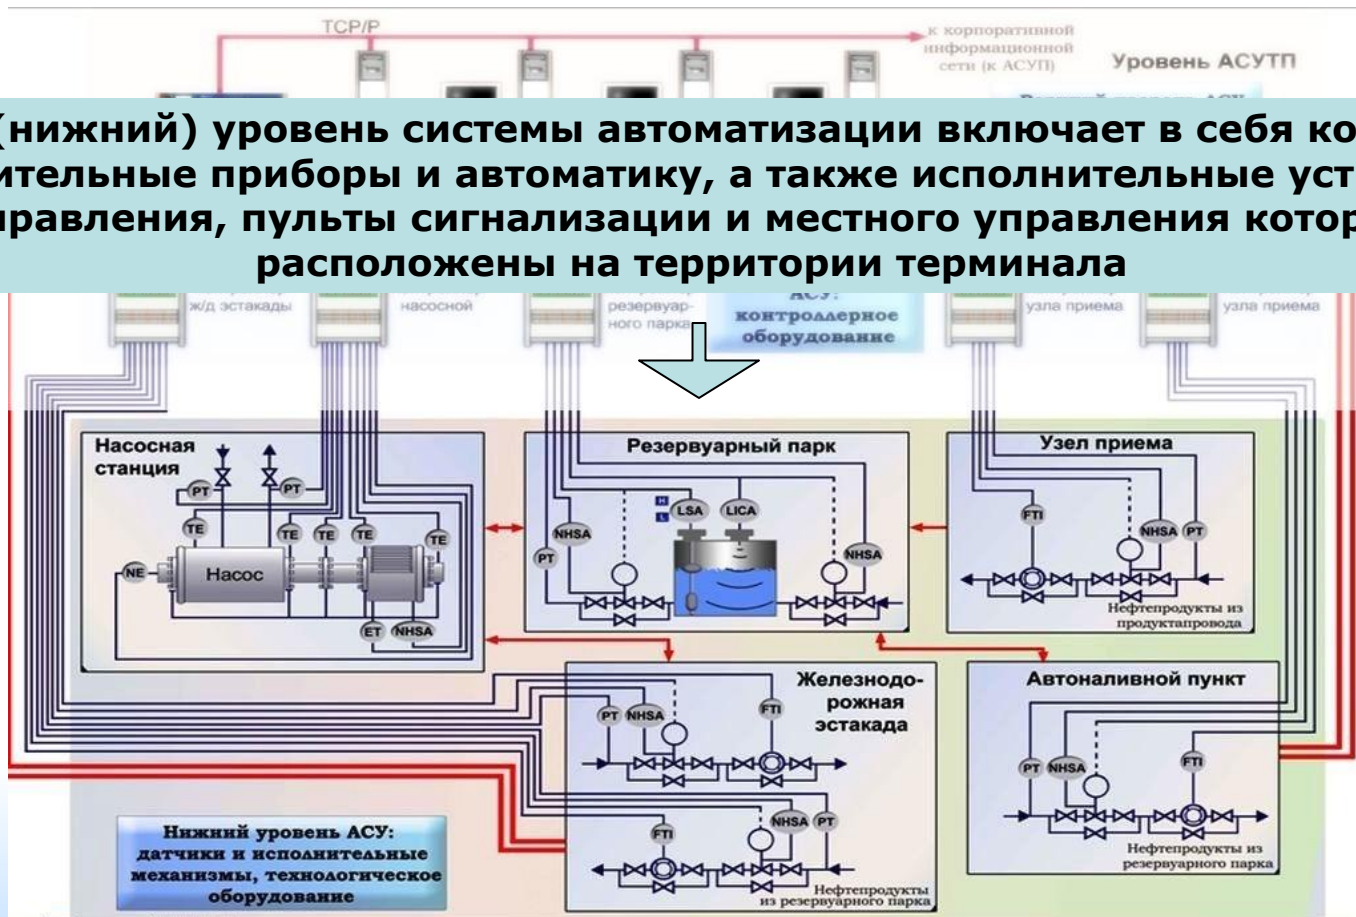 TCP/P
к корпоративной
информационной
сети (к АСУП)
Уровень АСУТП
(нижний) уровень системы автоматизации включает в себя ко
ительные приборы и автоматику, а также исполнительные уст
правления, пульты сигнализации и местного управления котор
расположены на территории терминала
ж/д эстакады
насосной
резервуар-
ного парка
АСУ:
контроллерное
оборудование
узла приема
узла приема
Насосная
станция
PT
PT
TE
TE
TE
TE
TE
NE
Насос
ET
NHSA
Резервуарный парк
H
L
LSA
LICA
NHSA
PT
NHSA
Узел приема
FTI
NHSA
PT
Нефтепродукты из
продуктапровода
Железнодо-
рожная
эстакада
PT
NHSA
FTI
FTI
NHSA
PT
Нефтепродукты
из резервуарного парка
Автоналивной пункт
PT
NHSA
FTI
Нефтепродукты из
резервуарного парка
Нижний уровень АСУ:
датчики и исполнительные
механизмы, технологическое
оборудование